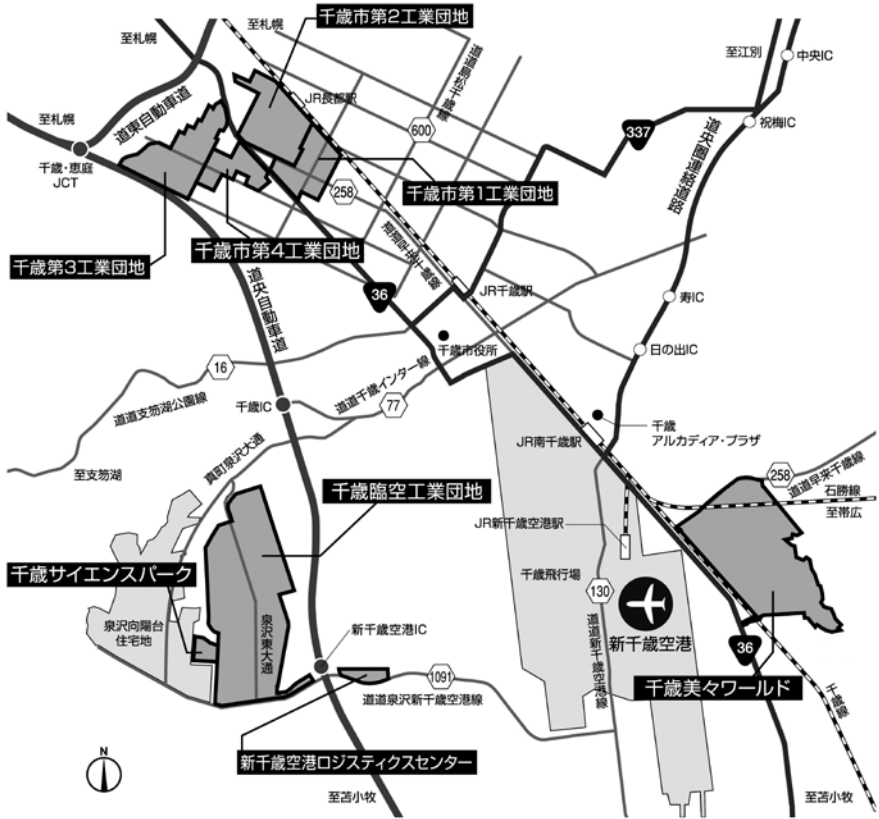 千歳市第2工業団地
至札幌
至札幌
至江別
中央IC
道道島松千歳線
JR長都駅
至札幌
道東自動車道
600
337
祝梅IC
道央圏連絡道路
千歳・恵庭
JCT
258
千歳市第1工業団地
千歳市第4工業団地
千歳第3工業団地
道央自動車道
36
JR千歳駅
寿IC
千歳市役所
日の出IC
16
道道千歳インター線
77
道道支笏湖公園線
千歳IC
千歳
アルカディア・プラザ
JR南千歳駅
至支笏湖
真町泉沢大通
258
道道早来千歳線
石勝線
至帯広
千歳臨空工業団地
JR新千歳空港駅
千歳サイエンスパーク
千歳飛行場
130
泉沢向陽台
住宅地
泉沢東大通
新千歳空港IC
新千歳空港
道道新千歳空港線
36
1091
千歳美々ワールド
道道泉沢新千歳空港線
千歳線
新千歳空港ロジスティクスセンター
N
至苫小牧
至苫小牧